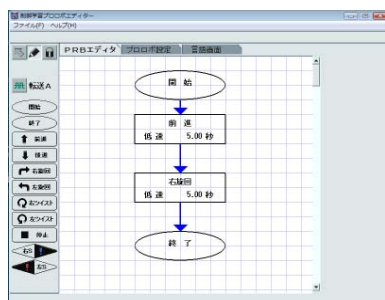 制御学習プロロボエディター
ファイル(F) ヘルプ(H)
PRBエディタ プロロボ設定 言語画面
開始
前進
低速 5.00 秒
右旋回
低速 5.00 秒
終了
開始
終了
前進
後進
右旋回
左旋回
右ツイスト
左ツイスト
停止